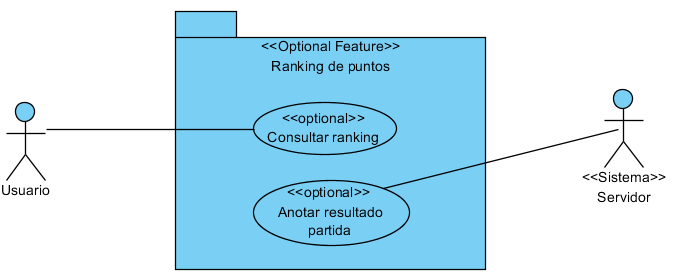 <<Optional Feature>>
Ranking de puntos
<<optional>>
Consultar ranking
Usuario
<<optional>>
Anotar resultado
partida
<<Sistema>>
Servidor